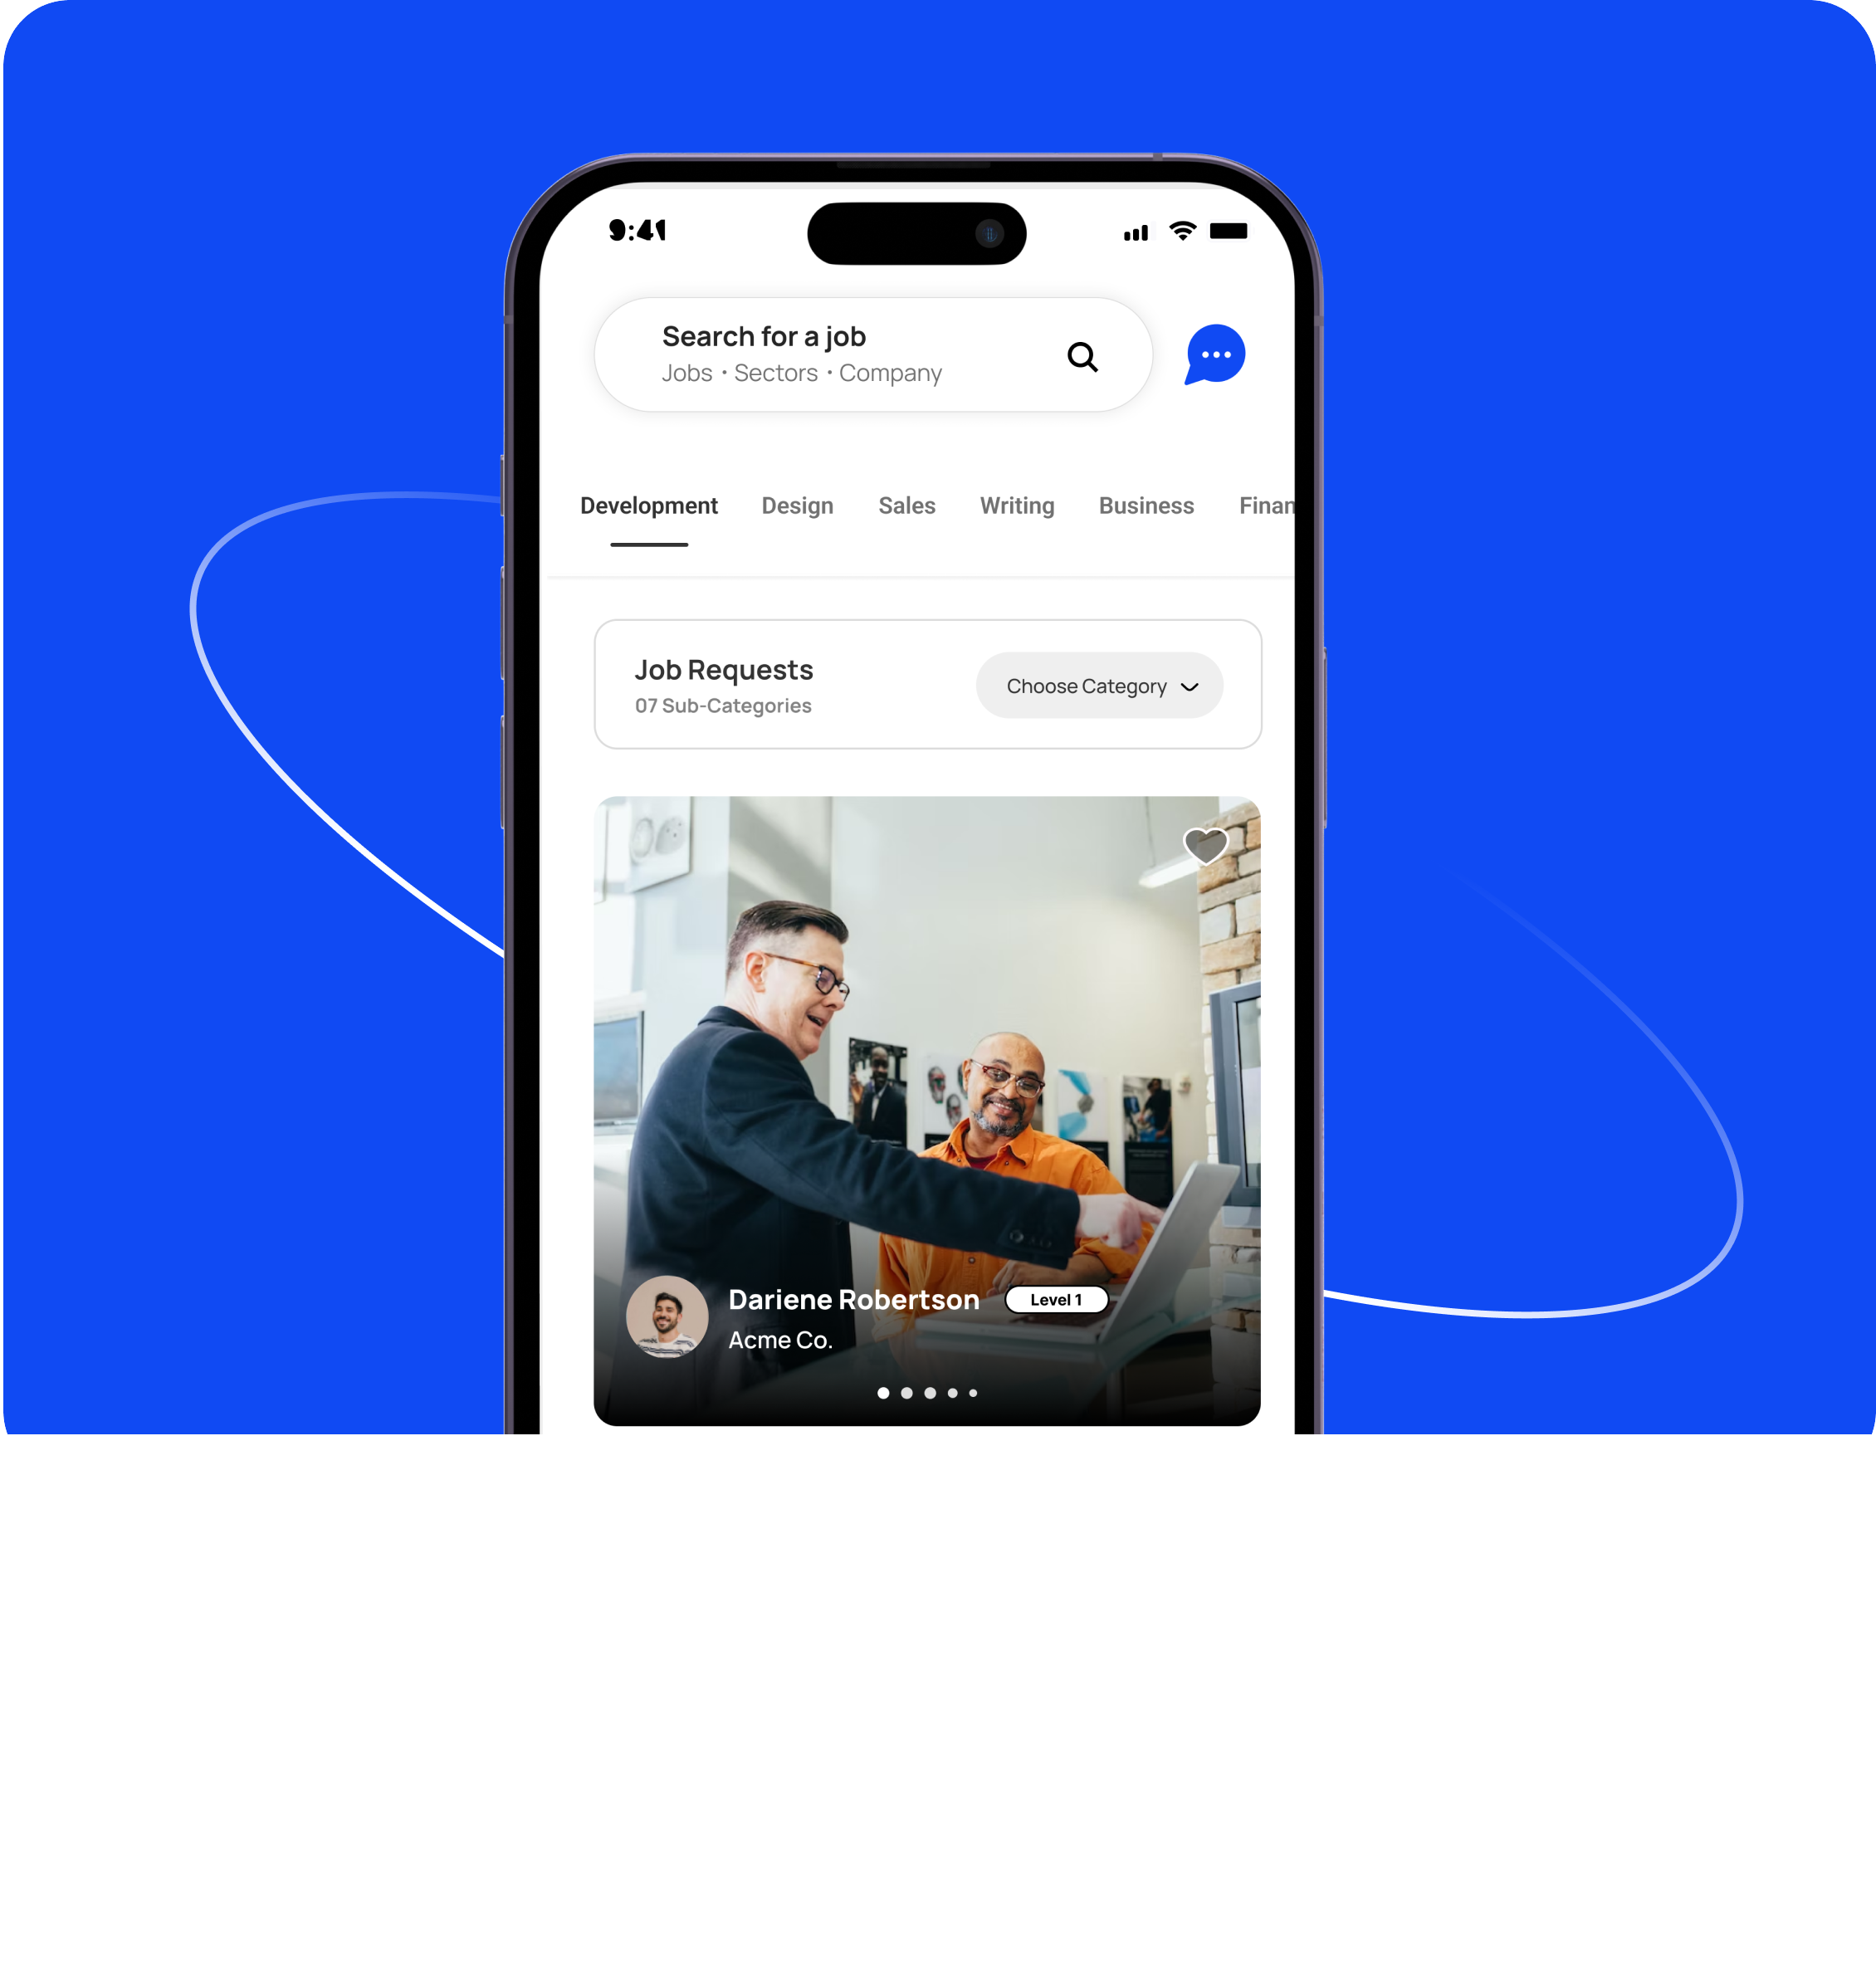 9:41
Search for a job
Jobs • Sectors • Company
Development Design Sales Writing Business Finan
Job Requests
07 Sub-Categories
Choose Category
Dariene Robertson Level 1
Acme Co.